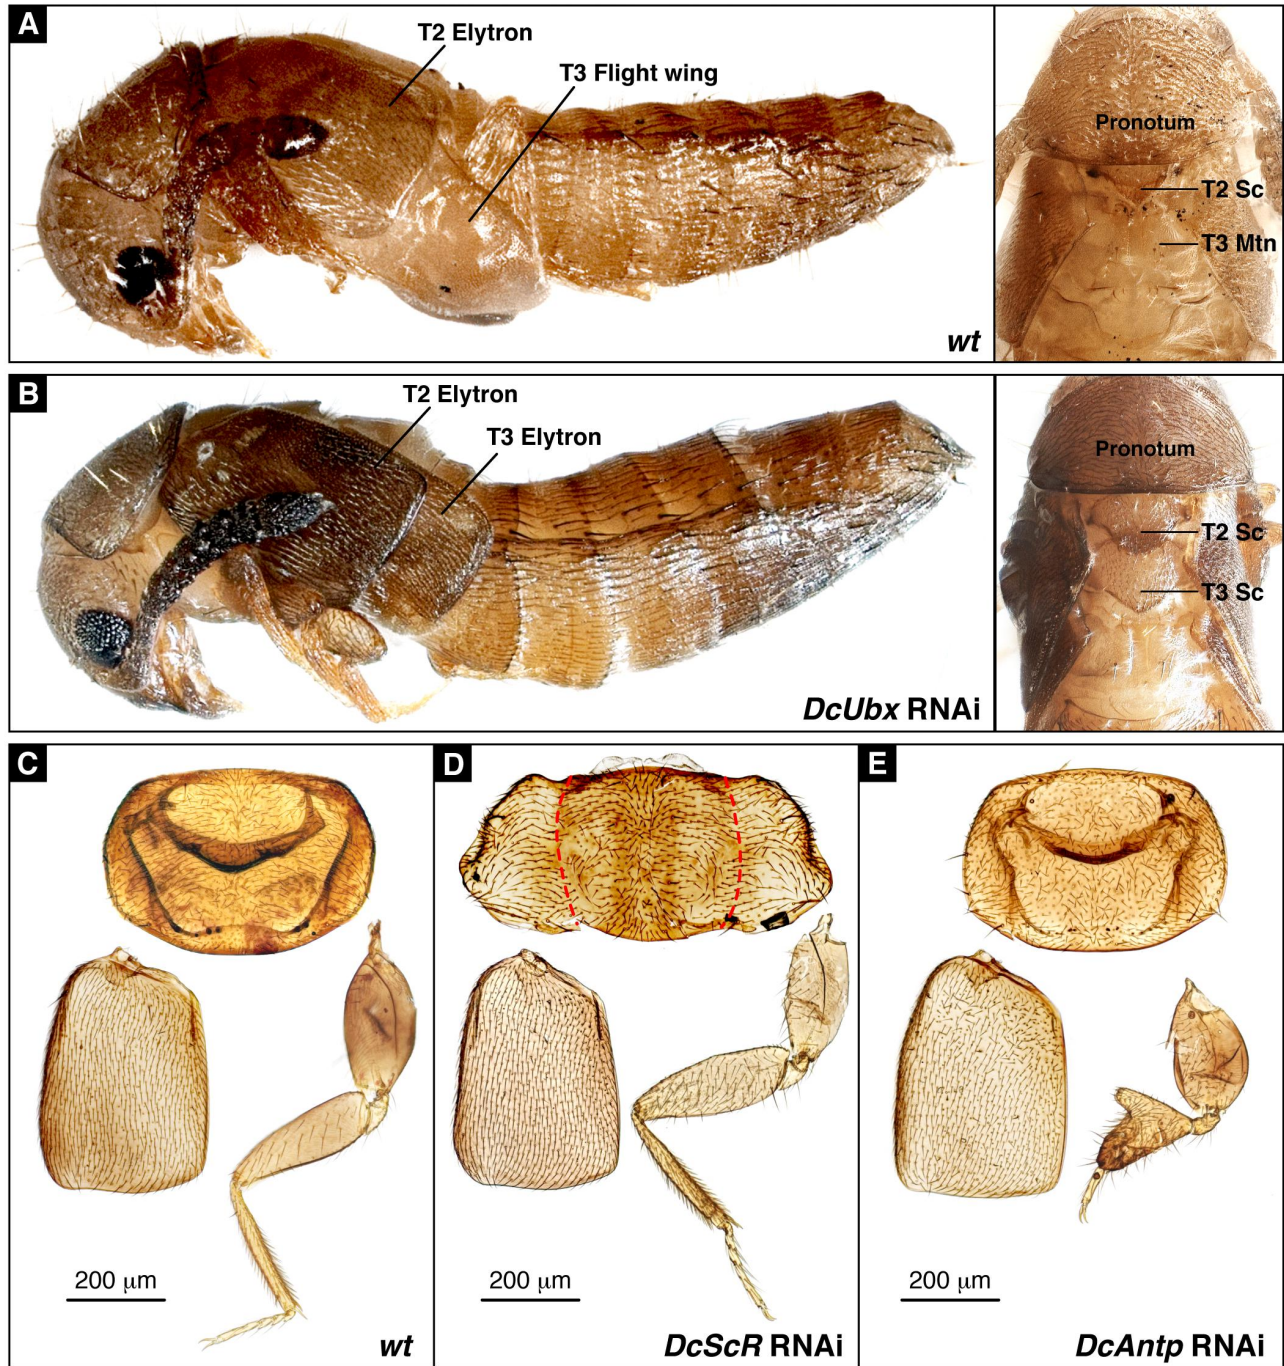 A
T2 Elytron
T3 Flight wing
wt
Pronotum
T2 Sc
T3 Mtn
B
T2 Elytron
T3 Elytron
DcUbx RNAi
Pronotum
T2 Sc
T3 Sc
C
200 μm
wt
D
200 μm
DcScR RNAi
E
200 μm
DcAntp RNAi